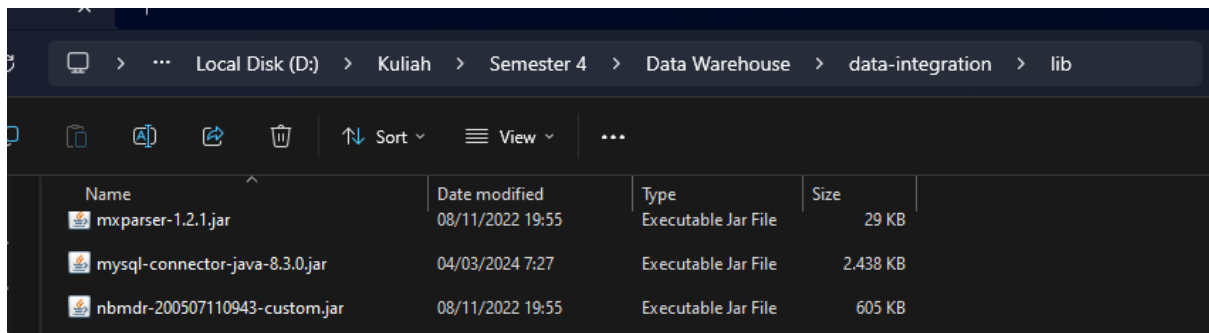 Local Disk (D:) > Kuliah > Semester 4 > Data Warehouse > data-integration > lib
Sort View
Name Date modified Type Size
mxparser-1.2.1.jar 08/11/2022 19:55 Executable Jar File 29 KB
mysql-connector-java-8.3.0.jar 04/03/2024 7:27 Executable Jar File 2.438 KB
nbmdr-200507110943-custom.jar 08/11/2022 19:55 Executable Jar File 605 KB